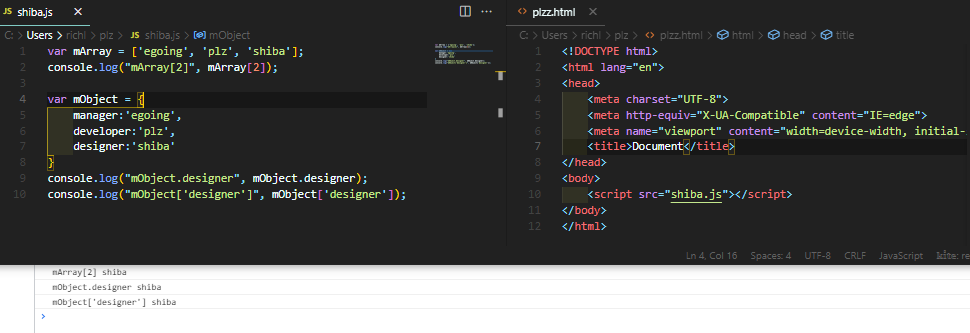 JS shiba.js ×
C: > Users > richl > plz > JS shiba.js > mObject
1 var mArray = ['egoing', 'plz', 'shiba'];
2 console.log("mArray[2]", mArray[2]);
3
4 var mObject = {
5 manager:'egoing',
6 developer:'plz',
7 designer:'shiba'
8 }
9 console.log("mObject.designer", mObject.designer);
10 console.log("mObject['designer']", mObject['designer']);
<> plzz.html ×
C: > Users > richl > plz > <> plzz.html > html > head > title
1 <!DOCTYPE html>
2 <html lang="en">
3 <head>
4 <meta charset="UTF-8">
5 <meta http-equiv="X-UA-Compatible" content="IE=edge">
6 <meta name="viewport" content="width=device-width, initial-
7 <title>Document</title>
8 </head>
9 <body>
10 <script src="shiba.js"></script>
11 </body>
12 </html>
Ln 4, Col 16 Spaces: 4 UTF-8 CRLF JavaScript kite: re
mArray[2] shiba
mObject.designer shiba
mObject['designer'] shiba
>